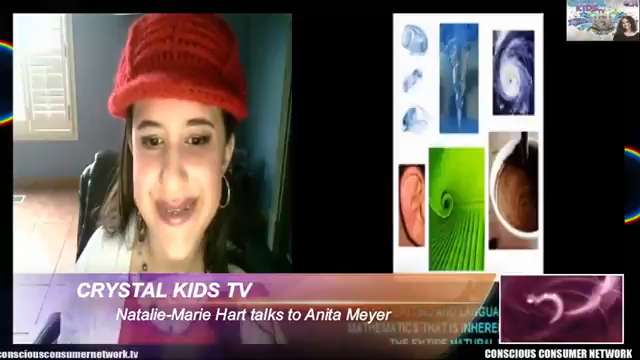 KIDS
CRYSTAL KIDS TV
Natalie-Marie Hart talks to Anita Meyer
MATHEMATICS THAT IS INHERE
THE ENTIRE NATURAL
consciousconsumernetwork.tv
CONSCIOUS CONSUMER NETWORK